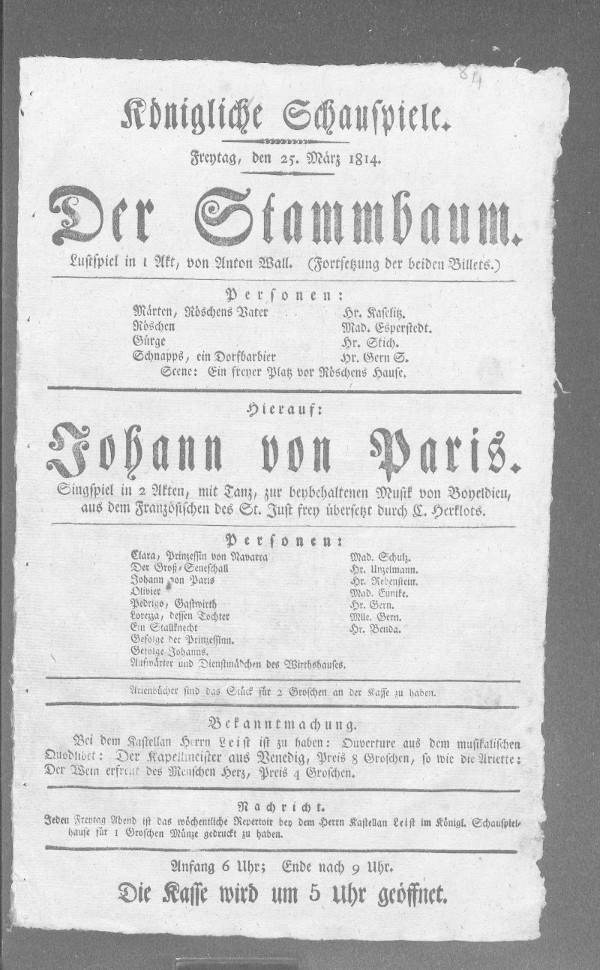 84
Königliche Schauspiele.
Freytag, den 25. März 1814.
Der Stammbaum.
Lustspiel in 1 Akt, von Anton Wall. (Fortsetzung der beiden Billets.)
Personen:
Märten, Röschens Vater Hr. Kaselitz.
Röschen Mad. Esperstedt.
Gürge Hr. Stich.
Schnapps, ein Dorfbarbier Hr. Gern S.
Scene: Ein freyer Platz vor Röschens Hause.
Hierauf:
Johann von Paris.
Singspiel in 2 Akten, mit Tanz, zur beybehaltenen Musik von Boyeldieu,
aus dem Französischen des St. Just frey übersetzt durch C. Herklots.
Personen:
Clara, Prinzessin von Navarra Mad. Schulz.
Der Groß-Seneschall Hr. Unzelmann.
Johann von Paris Hr. Rebenstein.
Olivier Mad. Eunike.
Pedrigo, Gastwirth Hr. Gern.
Lorezza, dessen Tochter Mlle. Gern.
Ein Stallknecht Hr. Benda.
Gefolge der Prinzessinn.
Gefolge Johanns.
Aufwärter und Dienstmädchen des Wirthshauses.
Arienbücher sind das Stück für 2 Groschen an der Kasse zu haben.
Bekanntmachung.
Bei dem Kastellan Herrn Leist ist zu haben: Ouverture aus dem musikalischen
Quodlibet: Der Kapellmeister aus Venedig, Preis 8 Groschen, so wie die Ariette:
Der Wein erfreut des Menschen Herz, Preis 4 Groschen.
Nachricht.
Jeden Freytag Abend ist das wöchentliche Repertoir bey dem Herrn Kastellan Leist im Königl. Schauspiel-
hause für 1 Groschen Münze gedruckt zu haben.
Anfang 6 Uhr; Ende nach 9 Uhr.
Die Kasse wird um 5 Uhr geöffnet.